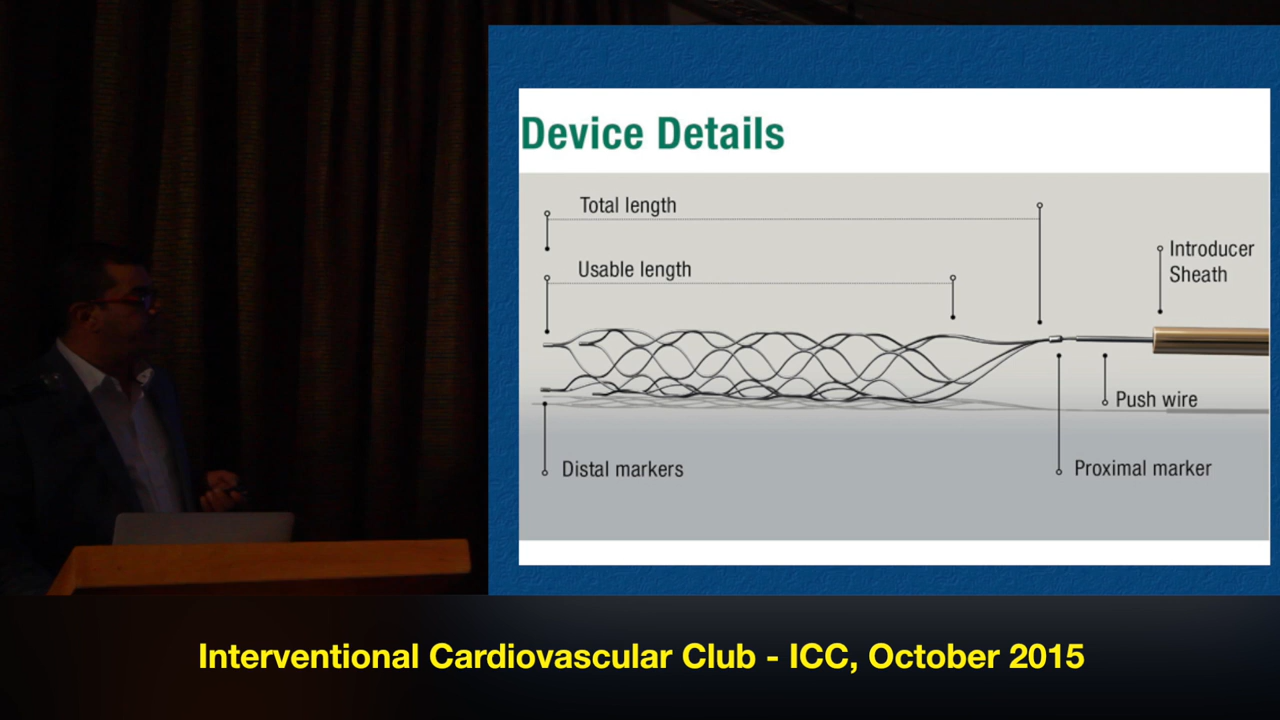 Device Details
Total length
Usable length
Introducer
Sheath
Push wire
Distal markers
Proximal marker
Interventional Cardiovascular Club - ICC, October 2015